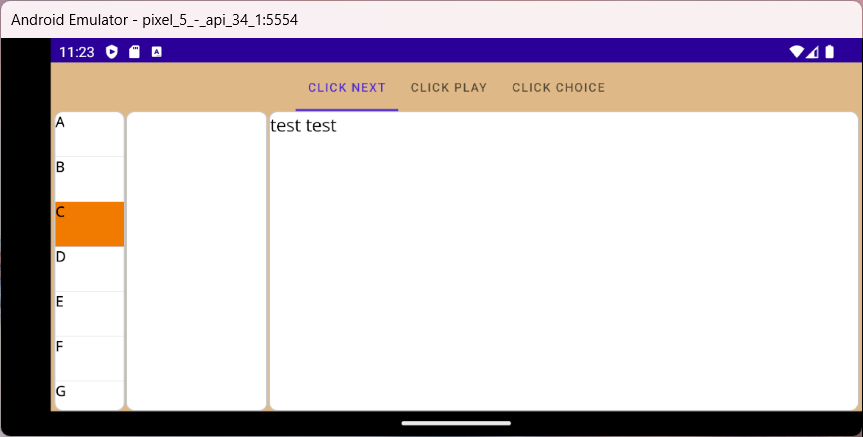 Android Emulator - pixel_5_-_api_34_1:5554
11:23
A
CLICK NEXT CLICK PLAY CLICK CHOICE
A
B
C
D
E
F
G
test test